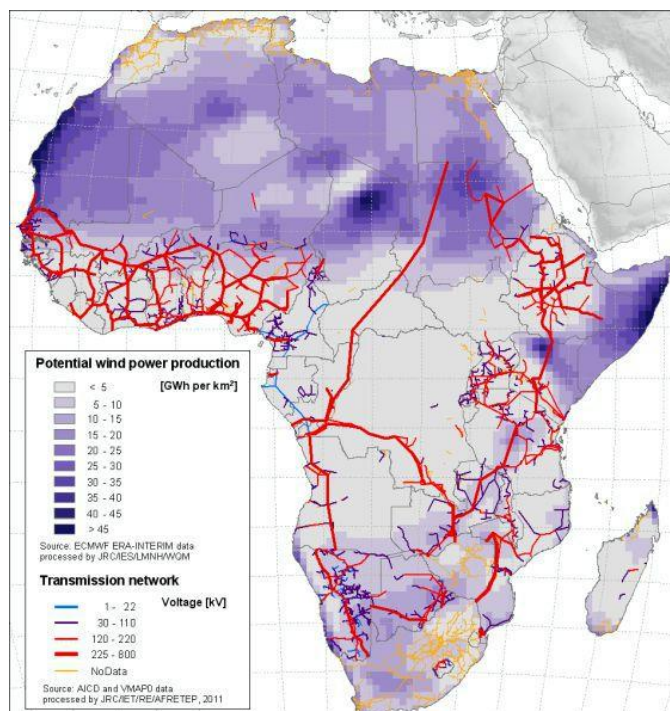 Potential wind power production
[GWh per km²]
< 5
5 - 10
10 - 15
15 - 20
20 - 25
25 - 30
30 - 35
35 - 40
40 - 45
> 45
Source: ECMWF ERA-INTERIM data
processed by JRC/IES/LMNH/WQM
Transmission network
Voltage [kV]
1 - 22
30 - 110
120 - 220
225 - 800
NoData
Source: AICD and VMAP0 data
processed by JRC/IET/RE/AFRETEP, 2011